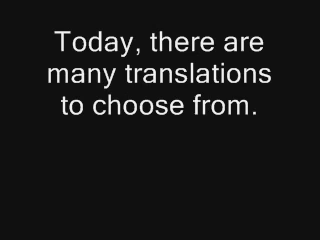 Today, there are
many translations
to choose from.